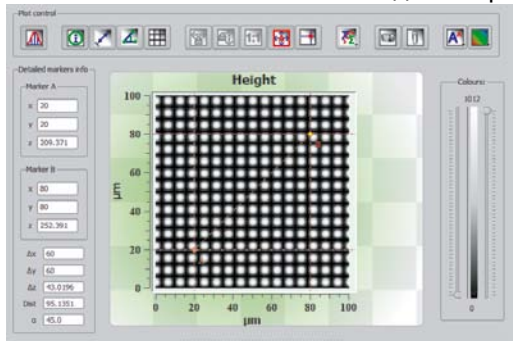 Plot control
Detailed markers info
Marker A
x 20
y 20
z 209.371
Marker B
x 80
y 80
z 252.391
Δx 60
Δy 60
Δz 43.0196
Dist 95.1351
α 45.0
Height
100
80
60
40
20
0
μm
0 20 40 60 80 100
μm
Colours:
1012
0